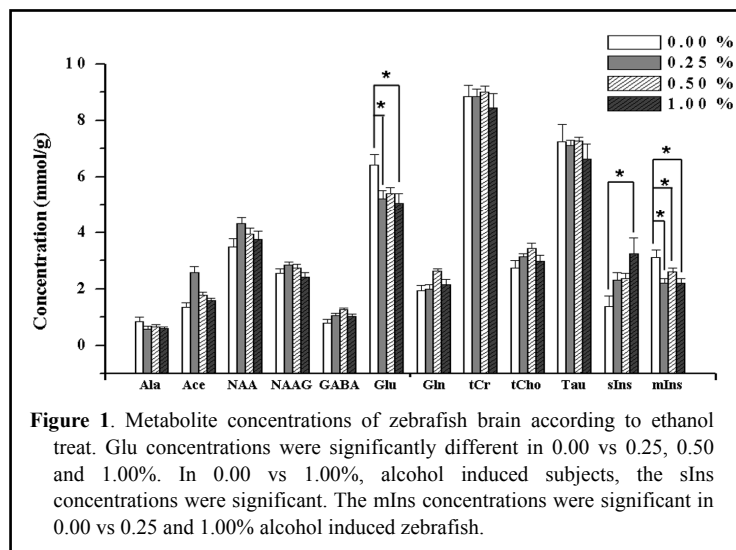 10
8
6
4
2
0
Concentration (mmol/g)
0.00 %
0.25 %
0.50 %
1.00 %
* *
* * * *
Ala Ace NAA NAAG GABA Glu Gln tCr tCho Tau sIns mIns
Figure 1. Metabolite concentrations of zebrafish brain according to ethanol
treat. Glu concentrations were significantly different in 0.00 vs 0.25, 0.50
and 1.00%. In 0.00 vs 1.00%, alcohol induced subjects, the sIns
concentrations were significant. The mIns concentrations were significant in
0.00 vs 0.25 and 1.00% alcohol induced zebrafish.